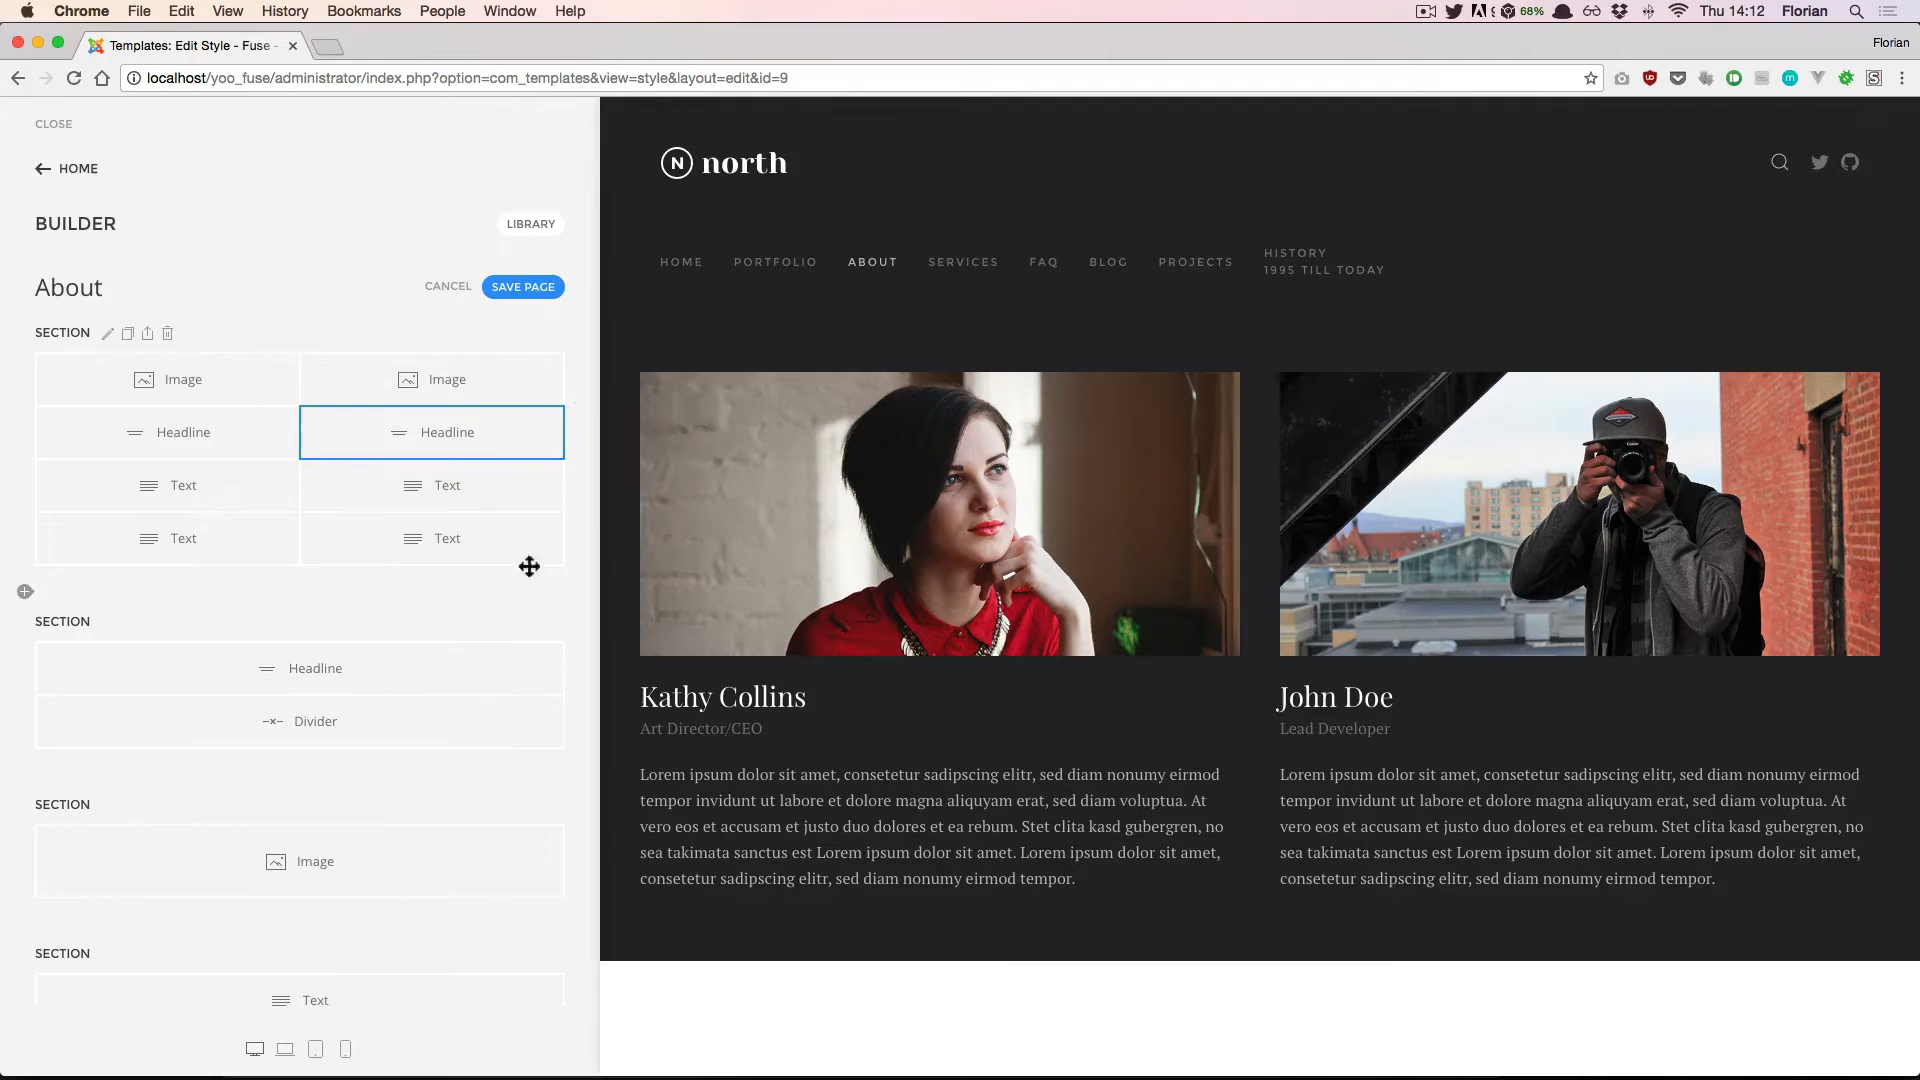 Chrome File Edit View History Bookmarks People Window Help
68% Thu 14:12 Florian
Templates: Edit Style - Fuse -
Florian
localhost/yoo_fuse/administrator/index.php?option=com_templates&view=style&layout=edit&id=9
CLOSE
HOME
BUILDER
LIBRARY
About
CANCEL
SAVE PAGE
SECTION
Image Image
Headline Headline
Text Text
Text Text
SECTION
Headline
Divider
SECTION
Image
SECTION
Text
N north
HOME PORTFOLIO ABOUT SERVICES FAQ BLOG PROJECTS HISTORY
1995 TILL TODAY
Kathy Collins
Art Director/CEO
Lorem ipsum dolor sit amet, consetetur sadipscing elitr, sed diam nonumy eirmod
tempor invidunt ut labore et dolore magna aliquyam erat, sed diam voluptua. At
vero eos et accusam et justo duo dolores et ea rebum. Stet clita kasd gubergren, no
sea takimata sanctus est Lorem ipsum dolor sit amet. Lorem ipsum dolor sit amet,
consetetur sadipscing elitr, sed diam nonumy eirmod tempor.
John Doe
Lead Developer
Lorem ipsum dolor sit amet, consetetur sadipscing elitr, sed diam nonumy eirmod
tempor invidunt ut labore et dolore magna aliquyam erat, sed diam voluptua. At
vero eos et accusam et justo duo dolores et ea rebum. Stet clita kasd gubergren, no
sea takimata sanctus est Lorem ipsum dolor sit amet. Lorem ipsum dolor sit amet,
consetetur sadipscing elitr, sed diam nonumy eirmod tempor.